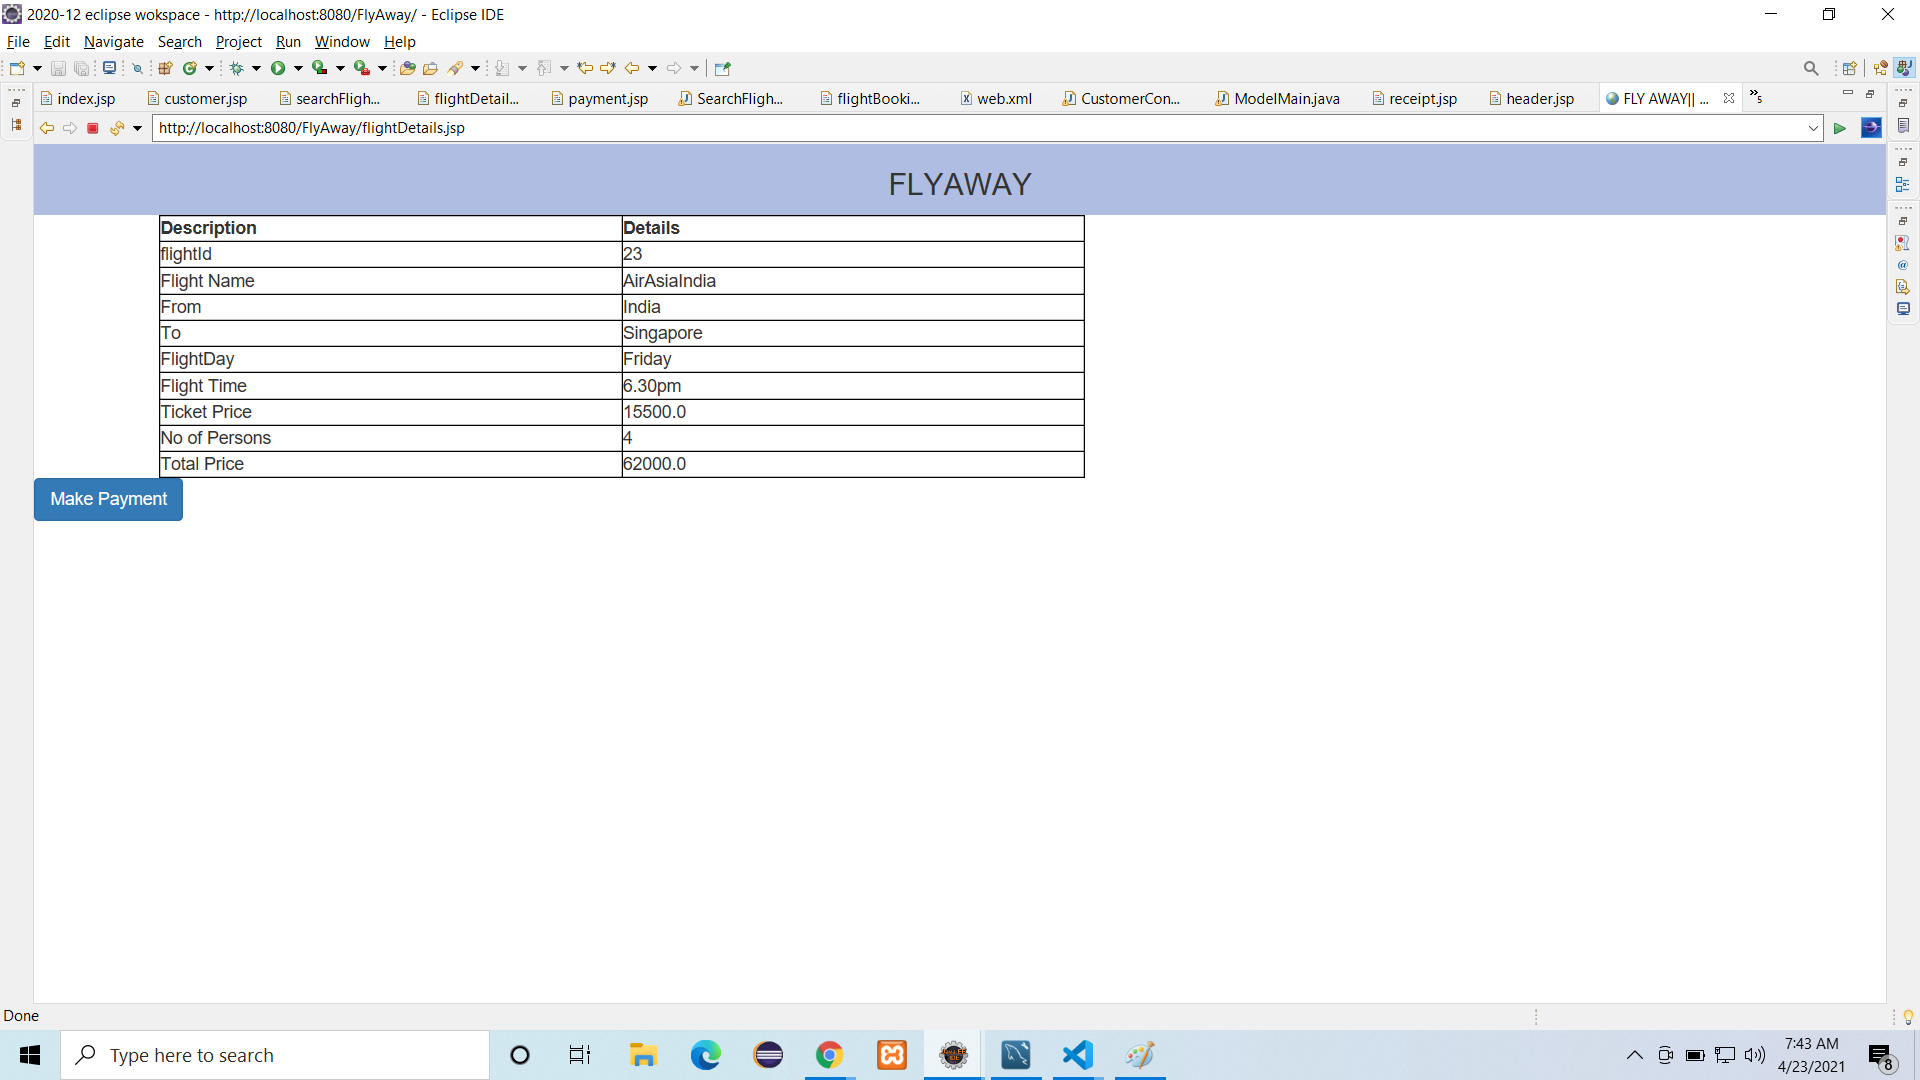 2020-12 eclipse wokspace - http://localhost:8080/FlyAway/ - Eclipse IDE
File Edit Navigate Search Project Run Window Help
index.jsp customer.jsp searchFligh... flightDetail... payment.jsp SearchFligh... flightBooki... web.xml CustomerCon... ModelMain.java receipt.jsp header.jsp FLY AWAY|| ... »5
http://localhost:8080/FlyAway/flightDetails.jsp
FLYAWAY
Description Details
flightId 23
Flight Name AirAsiaIndia
From India
To Singapore
FlightDay Friday
Flight Time 6.30pm
Ticket Price 15500.0
No of Persons 4
Total Price 62000.0
Make Payment
Done
Type here to search
7:43 AM
4/23/2021
8